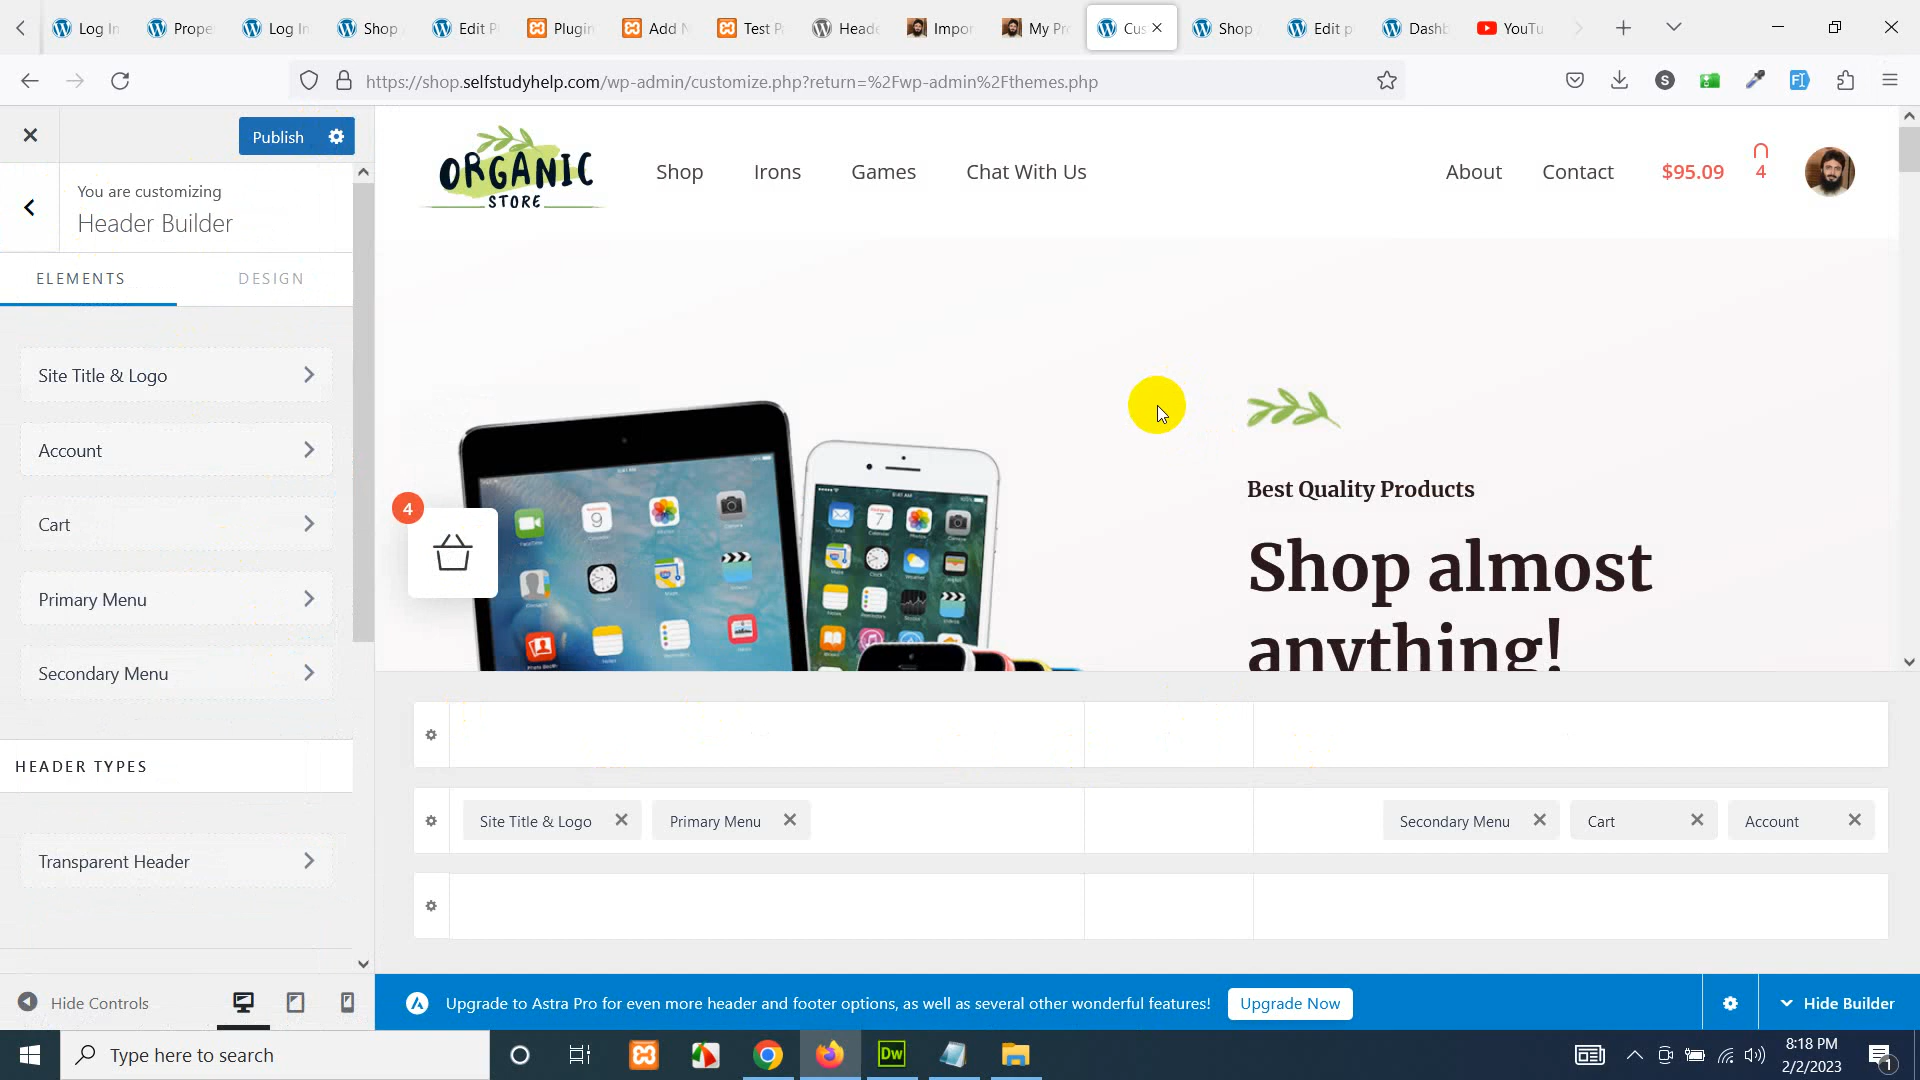 Log In
Prope
Log In
Shop
Edit P
Plugin
Add N
Test P
Heade
Impor
My Pr
Cus
Shop
Edit p
Dashb
YouTu
https://shop.selfstudyhelp.com/wp-admin/customize.php?return=%2Fwp-admin%2Fthemes.php
S
Publish
You are customizing
Header Builder
ELEMENTS
DESIGN
Site Title & Logo
Account
Cart
Primary Menu
Secondary Menu
HEADER TYPES
Transparent Header
Hide Controls
ORGANIC
STORE
Shop
Irons
Games
Chat With Us
About
Contact
$95.09
4
4
Best Quality Products
Shop almost
anything!
Site Title & Logo
Primary Menu
Secondary Menu
Cart
Account
Upgrade to Astra Pro for even more header and footer options, as well as several other wonderful features!
Upgrade Now
Hide Builder
Type here to search
Dw
8:18 PM
2/2/2023
1